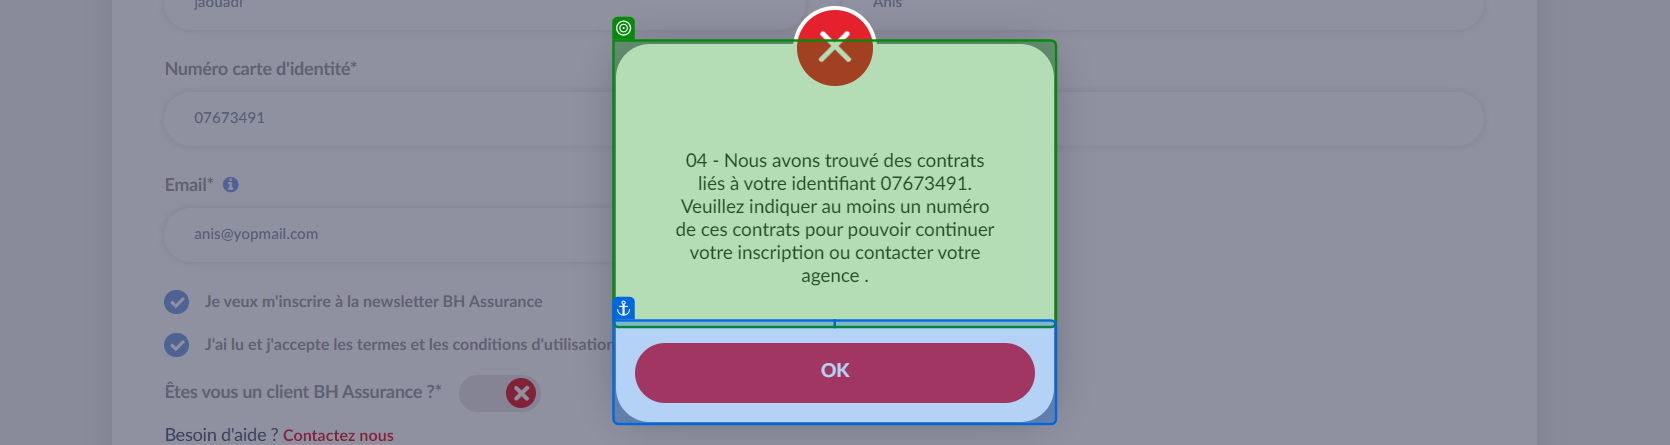 jaouadi
Anis
Numéro carte d'identité*
07673491
Email*
anis@yopmail.com
Je veux m'inscrire à la newsletter BH Assurance
J'ai lu et j'accepte les termes et les conditions d'utilisation
Êtes vous un client BH Assurance ?*
Besoin d'aide ? Contactez nous
04 - Nous avons trouvé des contrats
liés à votre identifiant 07673491.
Veuillez indiquer au moins un numéro
de ces contrats pour pouvoir continuer
votre inscription ou contacter votre
agence .
OK